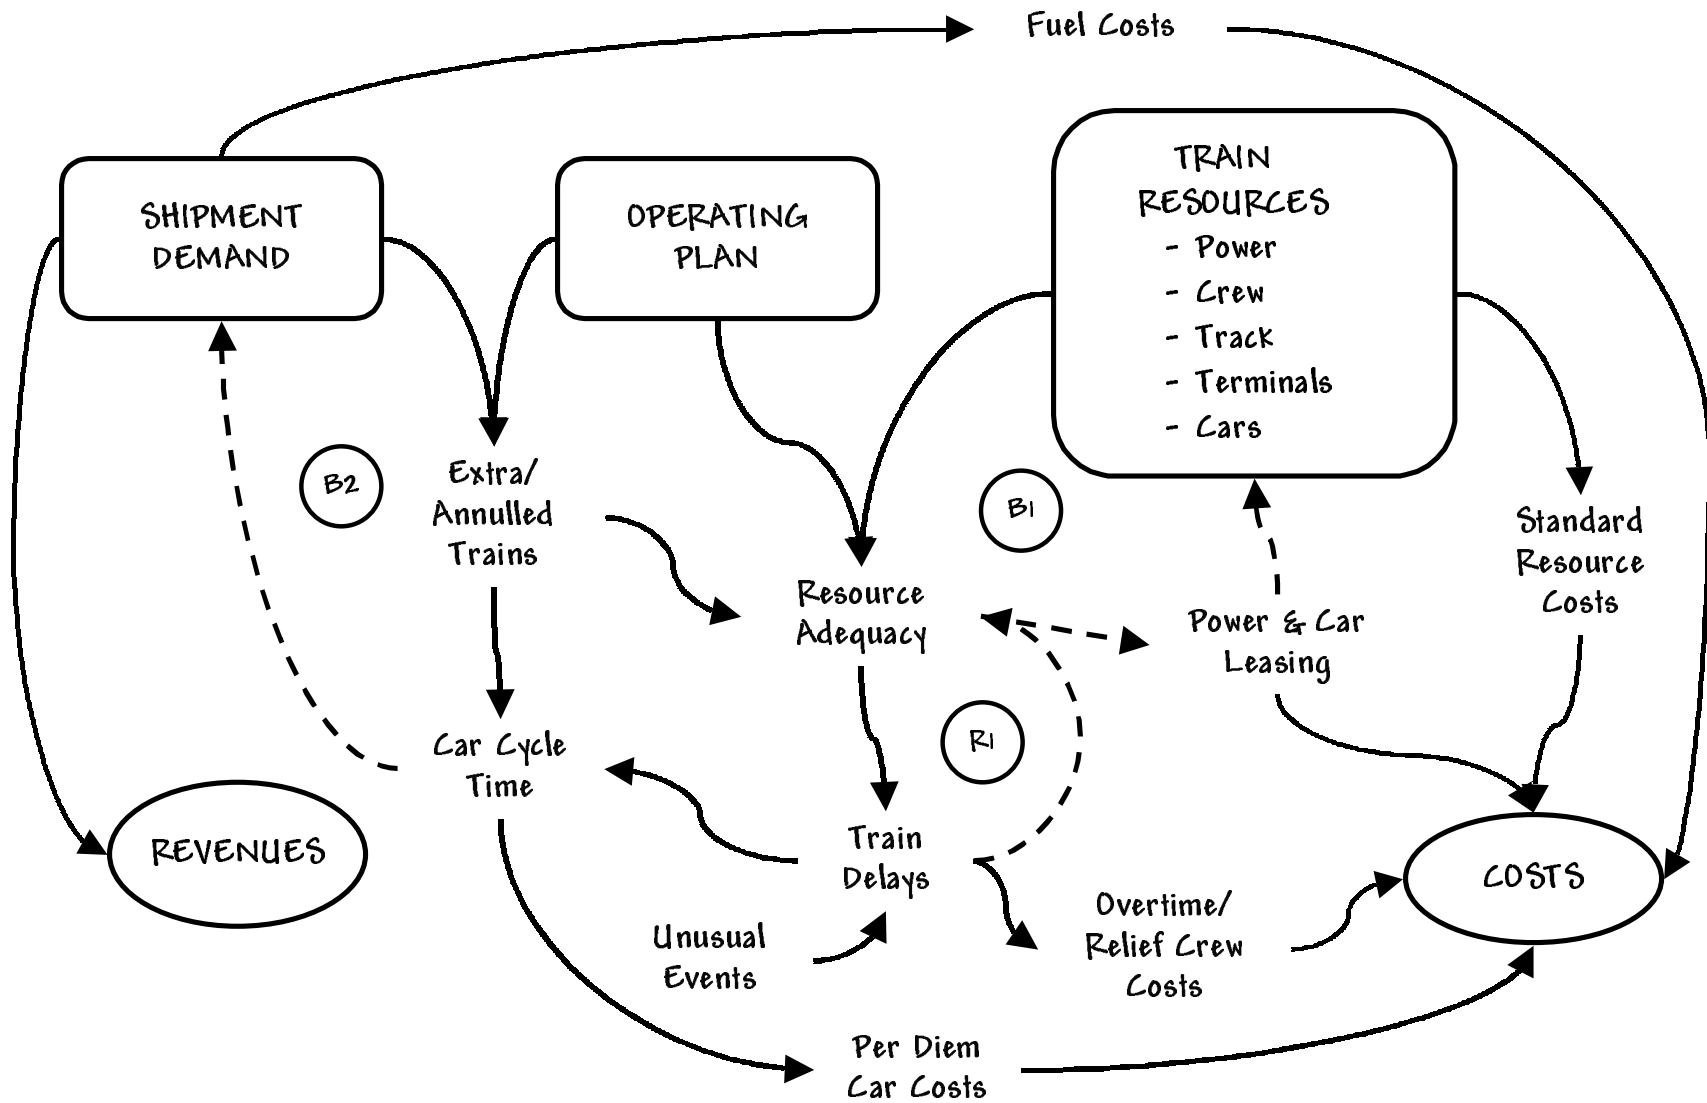 Fuel Costs
SHIPMENT
DEMAND
OPERATING
PLAN
TRAIN
RESOURCES
- Power
- Crew
- Track
- Terminals
- Cars
B2
Extra/
Annulled
Trains
B1
Standard
Resource
Costs
Resource
Adequacy
Power & Car
Leasing
R1
Car Cycle
Time
REVENUES
Train
Delays
COSTS
Unusual
Events
Overtime/
Relief Crew
Costs
Per Diem
Car Costs